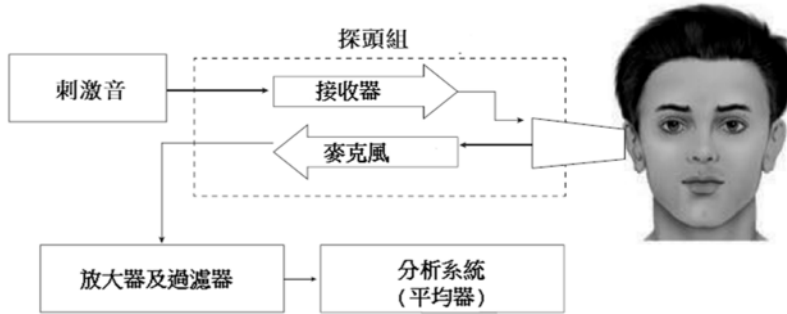 探頭組
刺激音
接收器
麥克風
放大器及過濾器
分析系統
(平均器)